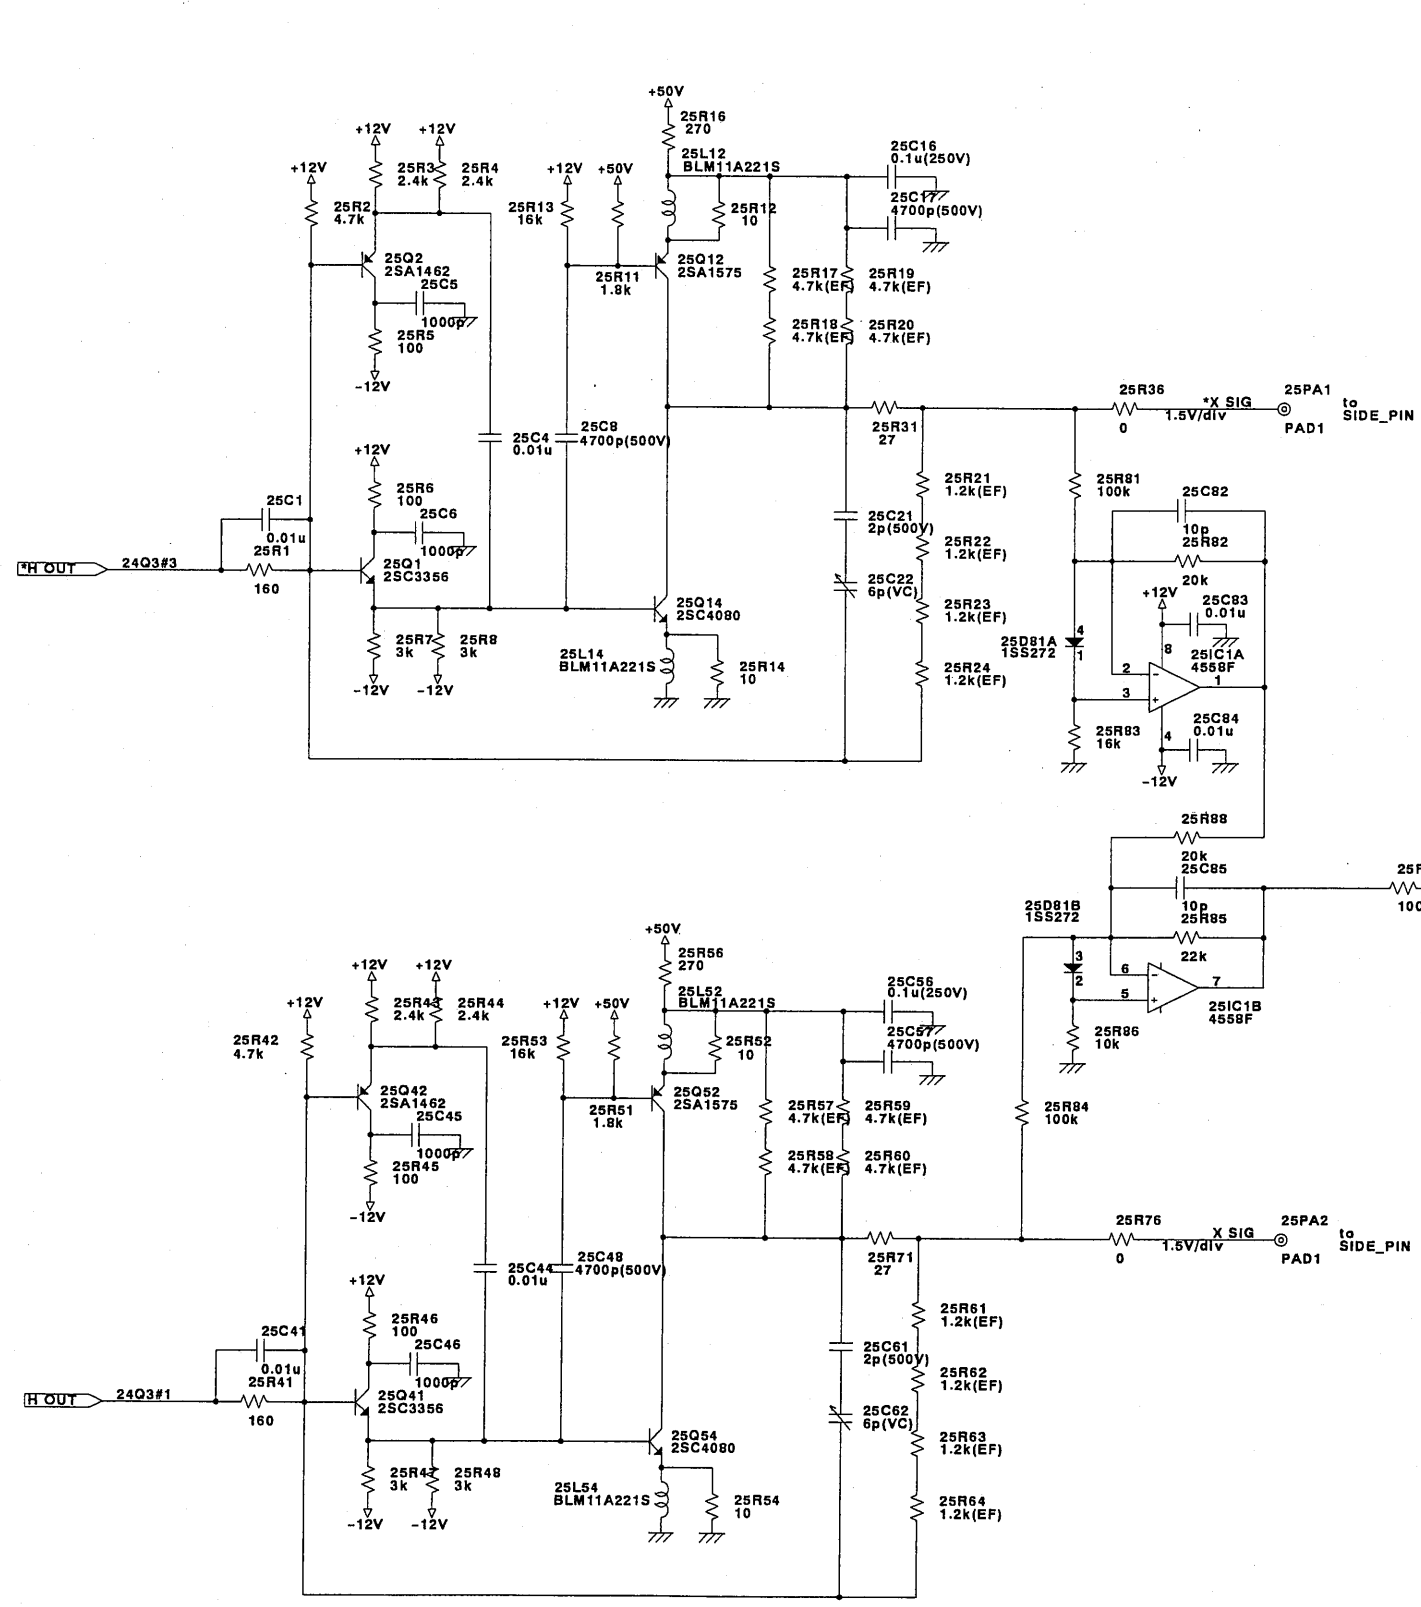 +50V
25R16
270
+12V
+12V
25L12
BLM11A221S
25C16
0.1u(250V)
+12V
25R3
2.4k
25R4
2.4k
+12V
+50V
25R2
4.7k
25R13
16k
25R12
10
25C17
4700p(500V)
25Q2
2SA1462
25C5
1000p
25R11
1.8k
25Q12
2SA1575
25R17
4.7k(EF)
25R19
4.7k(EF)
25R5
100
25R18
4.7k(EF)
25R20
4.7k(EF)
-12V
25R36
0
*X SIG
1.5V/div
25PA1
PAD1
to
SIDE_PIN
25C4
0.01u
25C8
4700p(500V)
25R31
27
+12V
25R6
100
25R21
1.2k(EF)
25R81
100k
25C82
10p
25C1
0.01u
25C6
1000p
25C21
2p(500V)
25R22
1.2k(EF)
25R82
20k
25R1
160
*H OUT
24Q3#3
25Q1
2SC3356
25C22
6p(VC)
+12V
25C83
0.01u
25Q14
2SC4080
25R23
1.2k(EF)
25R7
3k
25R8
3k
25L14
BLM11A221S
25R14
10
25R24
1.2k(EF)
25D81A
1SS272
4
1
8
25IC1A
4558F
2
-
3
+
1
-12V
-12V
25R83
16k
4
25C84
0.01u
-12V
25R88
20k
25C85
10p
25R85
22k
100
25D81B
1SS272
3
2
6
-
5
+
7
25IC1B
4558F
25R86
10k
+50V
25R56
270
+12V
+12V
25L52
BLM11A221S
25C56
0.1u(250V)
+12V
25R43
2.4k
25R44
2.4k
+12V
+50V
25R42
4.7k
25R53
16k
25R52
10
25C57
4700p(500V)
25Q42
2SA1462
25C45
1000p
25R51
1.8k
25Q52
2SA1575
25R57
4.7k(EF)
25R59
4.7k(EF)
25R84
100k
25R45
100
25R58
4.7k(EF)
25R60
4.7k(EF)
-12V
25R76
0
X SIG
1.5V/div
25PA2
PAD1
to
SIDE_PIN
25C44
0.01u
25C48
4700p(500V)
25R71
27
+12V
25R46
100
25R61
1.2k(EF)
25C41
0.01u
25C46
1000p
25C61
2p(500V)
25R62
1.2k(EF)
25R41
160
H OUT
24Q3#1
25Q41
2SC3356
25C62
6p(VC)
25Q54
2SC4080
25R63
1.2k(EF)
25R47
3k
25R48
3k
25L54
BLM11A221S
25R54
10
25R64
1.2k(EF)
-12V
-12V